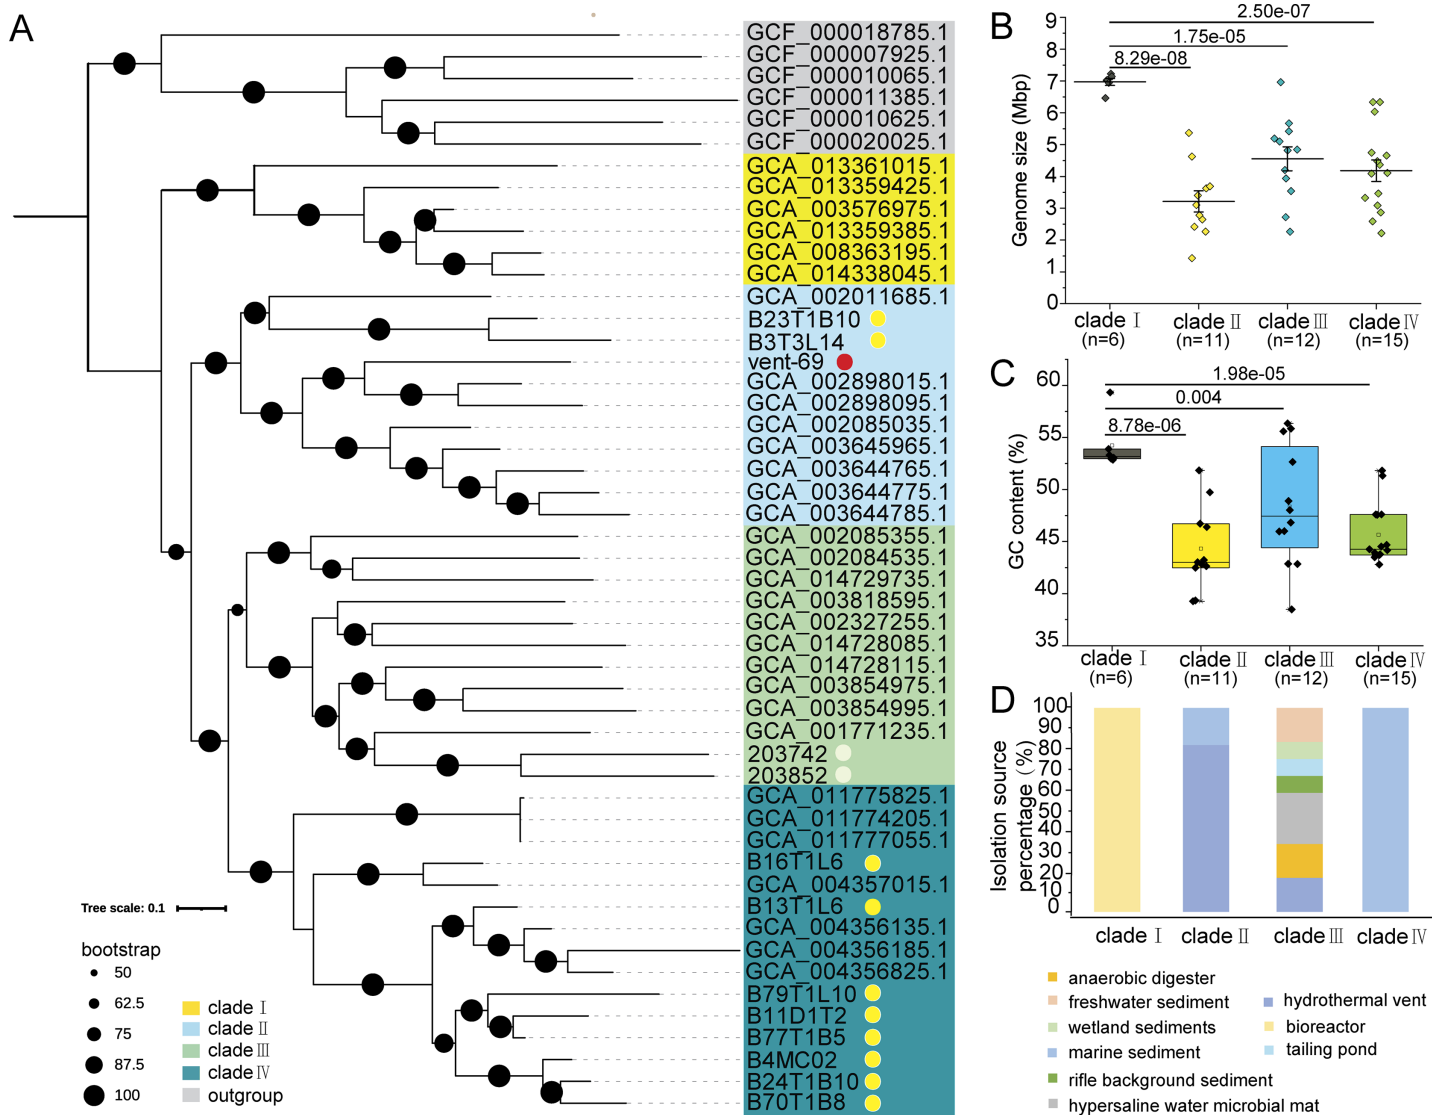 A
GCF_000018785.1
GCF_000007925.1
GCF_000010065.1
GCF_000011385.1
GCF_000010625.1
GCF_000020025.1
GCA_013361015.1
GCA_013359425.1
GCA_003576975.1
GCA_013359385.1
GCA_008363195.1
GCA_014338045.1
GCA_002011685.1
B23T1B10
B3T3L14
vent-69
GCA_002898015.1
GCA_002898095.1
GCA_002085035.1
GCA_003645965.1
GCA_003644765.1
GCA_003644775.1
GCA_003644785.1
GCA_002085355.1
GCA_002084535.1
GCA_014729735.1
GCA_003818595.1
GCA_002327255.1
GCA_014728085.1
GCA_014728115.1
GCA_003854975.1
GCA_003854995.1
GCA_001771235.1
203742
203852
GCA_011775825.1
GCA_011774205.1
GCA_011777055.1
B16T1L6
GCA_004357015.1
B13T1L6
GCA_004356135.1
GCA_004356185.1
GCA_004356825.1
B79T1L10
B11D1T2
B77T1B5
B4MC02
B24T1B10
B70T1B8
Tree scale: 0.1
bootstrap
50
62.5
75
87.5
100
clade Ⅰ
clade Ⅱ
clade Ⅲ
clade Ⅳ
outgroup
B
Genome size (Mbp)
9
8
7
6
5
4
3
2
1
0
2.50e-07
1.75e-05
8.29e-08
clade Ⅰ clade Ⅱ clade Ⅲ clade Ⅳ
(n=6) (n=11) (n=12) (n=15)
C
GC content (%)
60
55
50
45
40
35
1.98e-05
0.004
8.78e-06
clade Ⅰ clade Ⅱ clade Ⅲ clade Ⅳ
(n=6) (n=11) (n=12) (n=15)
D
Isolation source
percentage (%)
100
90
80
70
60
50
40
30
20
10
0
clade Ⅰ clade Ⅱ clade Ⅲ clade Ⅳ
anaerobic digester
freshwater sediment
wetland sediments
marine sediment
rifle background sediment
hypersaline water microbial mat
hydrothermal vent
bioreactor
tailing pond